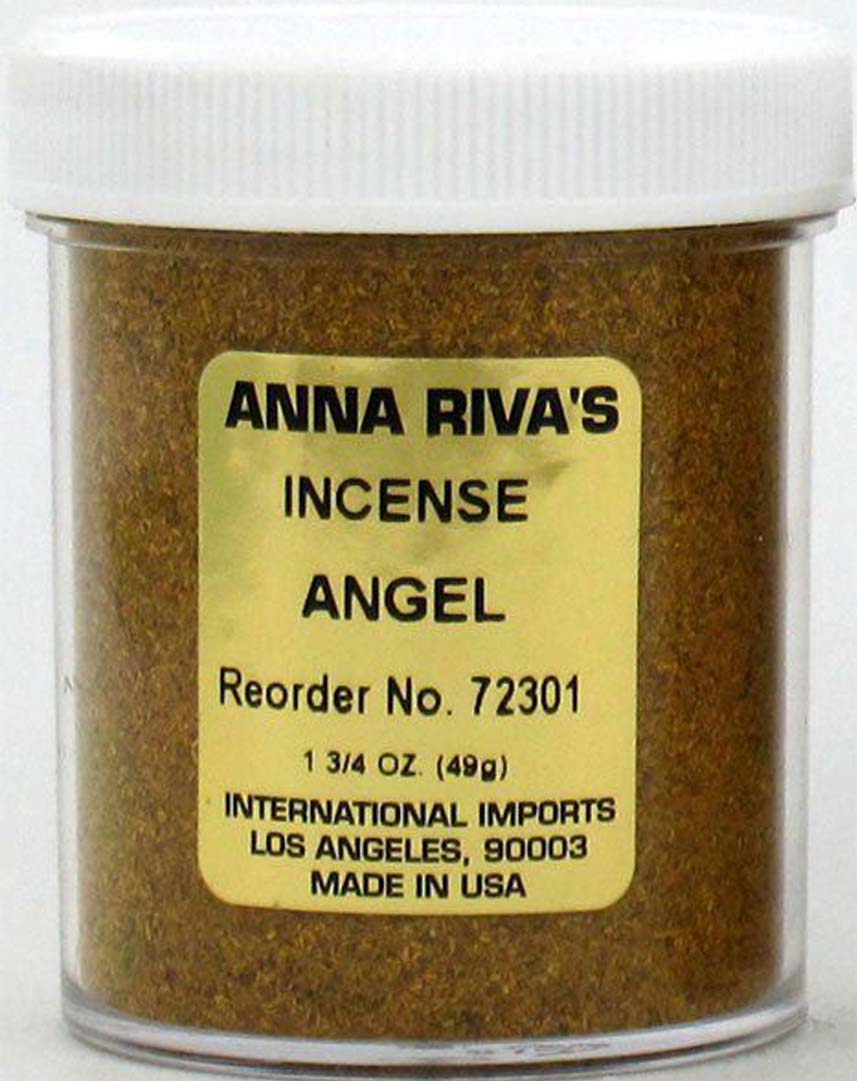 ANNA RIVA'S
INCENSE
ANGEL
Reorder No. 72301
1 3/4 OZ. (49g)
INTERNATIONAL IMPORTS
LOS ANGELES, 90003
MADE IN USA